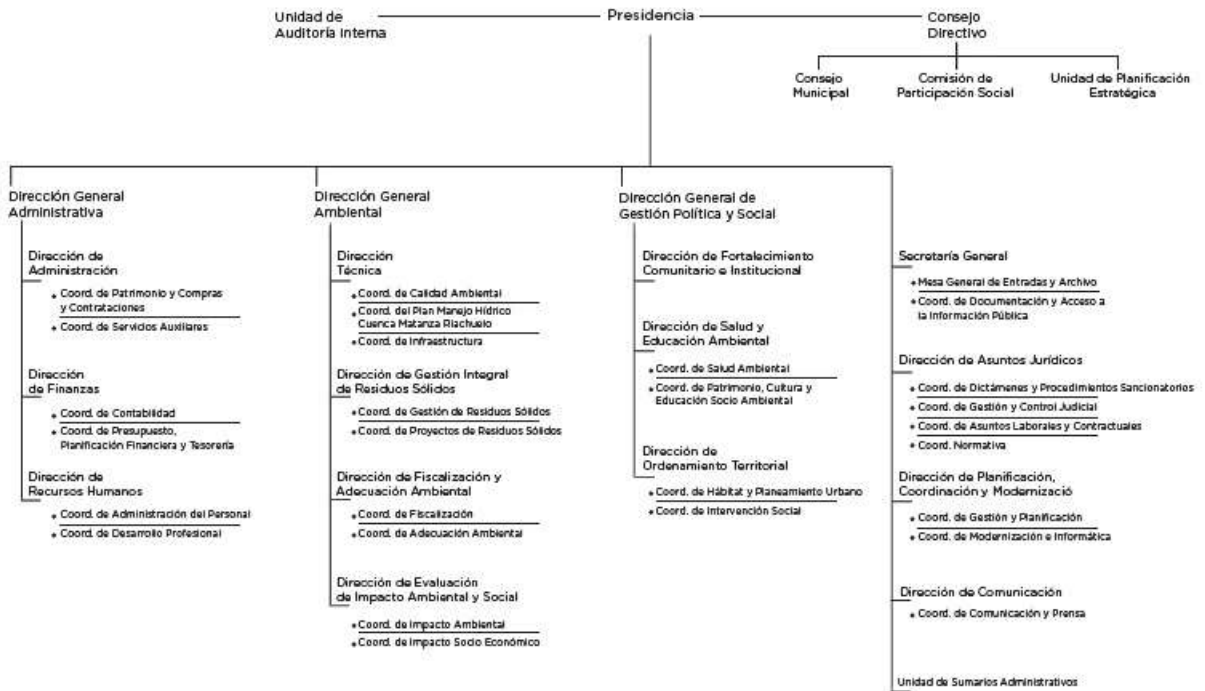 Unidad de
Auditoría Interna
Presidencia
Consejo
Directivo
Consejo
Municipal
Comisión de
Participación Social
Unidad de Planificación
Estratégica
Dirección General
Administrativa
Dirección de
Administración
Coord. de Patrimonio y Compras
y Contrataciones
Coord. de Servicios Auxiliares
Dirección
de Finanzas
Coord. de Contabilidad
Coord. de Presupuesto,
Planificación Financiera y Tesorería
Dirección de
Recursos Humanos
Coord. de Administración del Personal
Coord. de Desarrollo Profesional
Dirección General
Ambiental
Dirección
Técnica
Coord. de Calidad Ambiental
Coord. del Plan Manejo Hídrico
Cuenca Matanza Riachuelo
Coord. de Infraestructura
Dirección de Gestión Integral
de Residuos Sólidos
Coord. de Gestión de Residuos Sólidos
Coord. de Proyectos de Residuos Sólidos
Dirección de Fiscalización y
Adecuación Ambiental
Coord. de Fiscalización
Coord. de Adecuación Ambiental
Dirección de Evaluación
de Impacto Ambiental y Social
Coord. de Impacto Ambiental
Coord. de Impacto Socio Económico
Dirección General de
Gestión Política y Social
Dirección de Fortalecimiento
Comunitario e Institucional
Dirección de Salud y
Educación Ambiental
Coord. de Salud Ambiental
Coord. de Patrimonio, Cultura y
Educación Socio Ambiental
Dirección de
Ordenamiento Territorial
Coord. de Hábitat y Planeamiento Urbano
Coord. de Intervención Social
Secretaría General
Mesa General de Entradas y Archivo
Coord. de Documentación y Acceso a
la Información Pública
Dirección de Asuntos Jurídicos
Coord. de Dictámenes y Procedimientos Sancionatorios
Coord. de Gestión y Control Judicial
Coord. de Asuntos Laborales y Contractuales
Coord. Normativa
Dirección de Planificación,
Coordinación y Modernizació
Coord. de Gestión y Planificación
Coord. de Modernización e Informática
Dirección de Comunicación
Coord. de Comunicación y Prensa
Unidad de Sumarios Administrativos